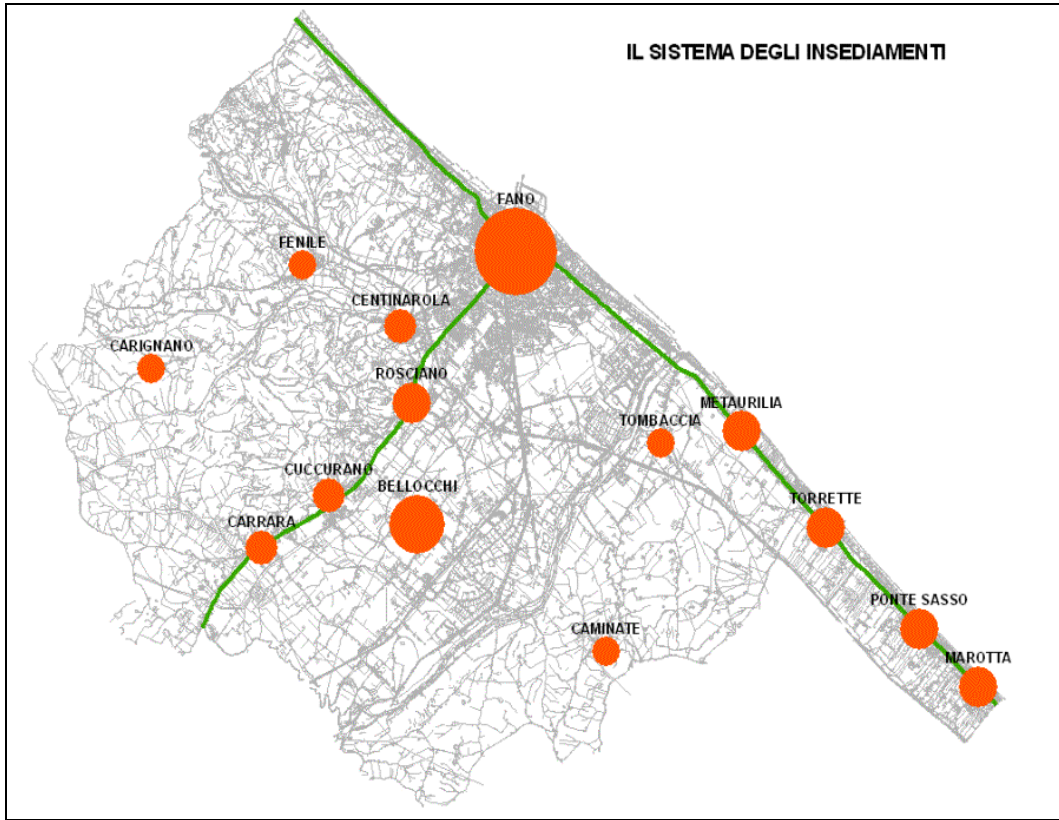 IL SISTEMA DEGLI INSEDIAMENTI
FANO
FENILE
CENTINAROLA
CARIGNANO
ROSCIANO
METAURILIA
TOMBACCIA
CUCCURANO
BELLOCCHI
TORRETTE
CARRARA
PONTE SASSO
CAMINATE
MAROTTA